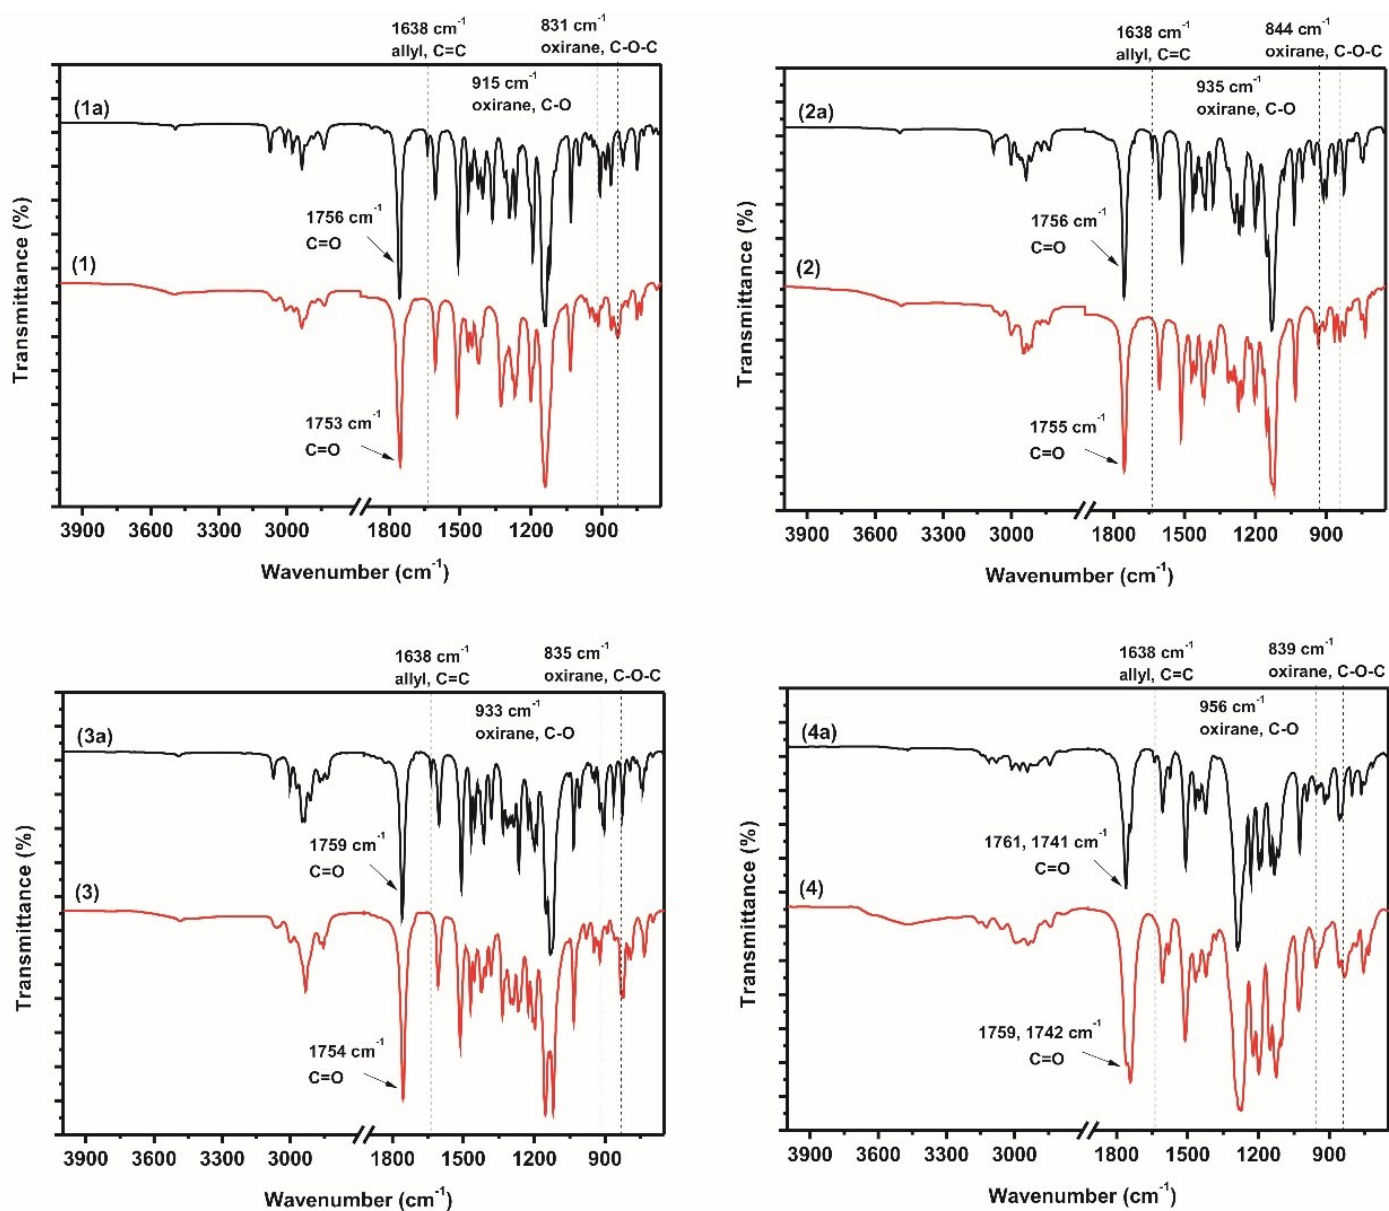 1638 cm⁻¹
allyl, C=C
831 cm⁻¹
oxirane, C-O-C
915 cm⁻¹
oxirane, C-O
(1a)
1756 cm⁻¹
C=O
(1)
1753 cm⁻¹
C=O
Transmittance (%)
3900 3600 3300 3000 1800 1500 1200 900
Wavenumber (cm⁻¹)
1638 cm⁻¹
allyl, C=C
844 cm⁻¹
oxirane, C-O-C
935 cm⁻¹
oxirane, C-O
(2a)
1756 cm⁻¹
C=O
(2)
1755 cm⁻¹
C=O
Transmittance (%)
3900 3600 3300 3000 1800 1500 1200 900
Wavenumber (cm⁻¹)
1638 cm⁻¹
allyl, C=C
835 cm⁻¹
oxirane, C-O-C
933 cm⁻¹
oxirane, C-O
(3a)
1759 cm⁻¹
C=O
(3)
1754 cm⁻¹
C=O
Transmittance (%)
3900 3600 3300 3000 1800 1500 1200 900
Wavenumber (cm⁻¹)
1638 cm⁻¹
allyl, C=C
839 cm⁻¹
oxirane, C-O-C
956 cm⁻¹
oxirane, C-O
(4a)
1761, 1741 cm⁻¹
C=O
(4)
1759, 1742 cm⁻¹
C=O
Transmittance (%)
3900 3600 3300 3000 1800 1500 1200 900
Wavenumber (cm⁻¹)